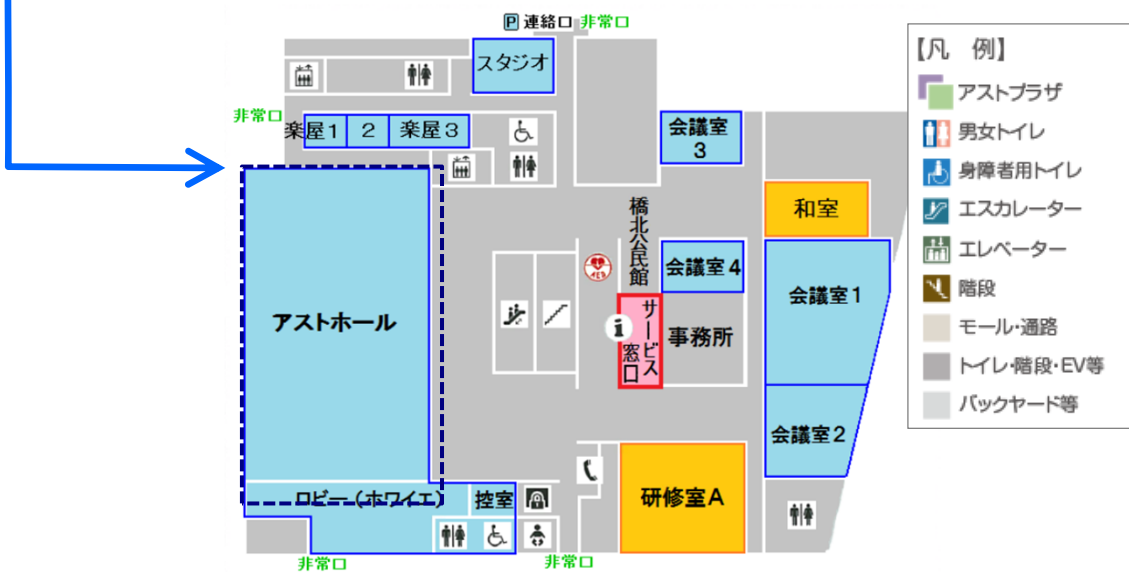 P 連絡口 非常口
スタジオ
非常口
楽屋1
2
楽屋3
会議室
3
和室
橋北公民館
AED
会議室4
会議室1
アストホール
i
サービス
窓口
事務所
会議室2
研修室A
ロビー(ホワイエ)
控室
非常口
非常口
【凡 例】
アストプラザ
男女トイレ
身障者用トイレ
エスカレーター
エレベーター
階段
モール・通路
トイレ・階段・EV等
バックヤード等